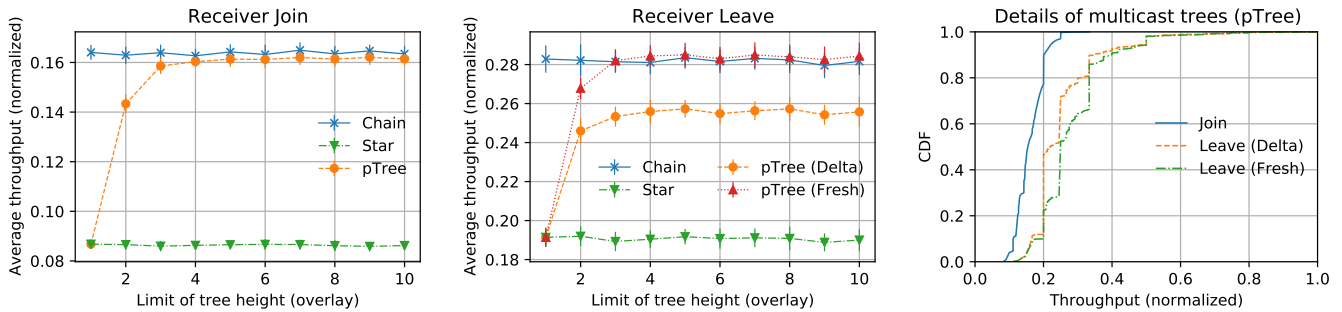 Receiver Join
Average throughput (normalized)
0.16
0.14
0.12
0.10
0.08
Chain
Star
pTree
2 4 6 8 10
Limit of tree height (overlay)
Receiver Leave
Average throughput (normalized)
0.28
0.26
0.24
0.22
0.20
0.18
Chain pTree (Delta)
Star pTree (Fresh)
2 4 6 8 10
Limit of tree height (overlay)
Details of multicast trees (pTree)
CDF
1.0
0.8
0.6
0.4
0.2
0.0
Join
Leave (Delta)
Leave (Fresh)
0.0 0.2 0.4 0.6 0.8 1.0
Throughput (normalized)